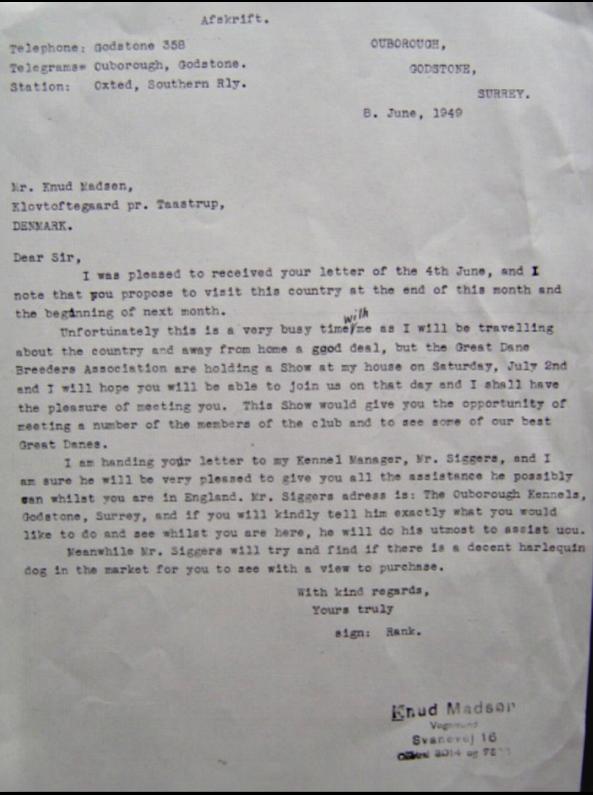 Afskrift.
Telephone: Godstone 358
Telegrams= Ouborough, Godstone.
Station: Oxted, Southern Rly.
OUBOROUGH,
GODSTONE,
SURREY.
8. June, 1949
Mr. Knud Madsen,
Klovtoftegaard pr. Taastrup,
DENMARK.
Dear Sir,
I was pleased to received your letter of the 4th June, and I
note that you propose to visit this country at the end of this month and
the beginning of next month.
with
Unfortunately this is a very busy time/me as I will be travelling
about the country and away from home a good deal, but the Great Dane
Breeders Association are holding a Show at my house on Saturday, July 2nd
and I will hope you will be able to join us on that day and I shall have
the pleasure of meeting you. This Show would give you the opportunity of
meeting a number of the members of the club and to see some of our best
Great Danes.
I am handing your letter to my Kennel Manager, Mr. Siggers, and I
am sure he will be very pleased to give you all the assistance he possibly
can whilst you are in England. Mr. Siggers adress is: The Ouborough Kennels,
Godstone, Surrey, and if you will kindly tell him exactly what you would
like to do and see whilst you are here, he will do his utmost to assist uou.
Meanwhile Mr. Siggers will try and find if there is a decent harlequin
dog in the market for you to see with a view to purchase.
With kind regards,
Yours truly
sign: Rank.
Knud Madsen
Svanevej 16
2014 og